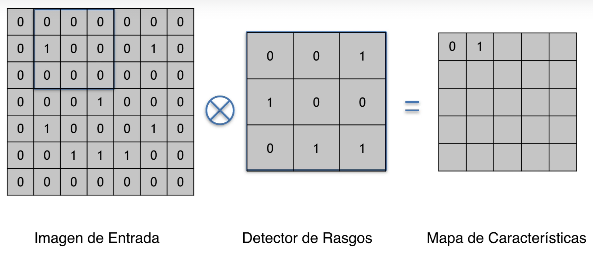 0 0 0 0 0 0 0
0 1 0 0 0 1 0
0 0 0 0 0 0 0
0 0 0 1 0 0 0
0 1 0 0 0 1 0
0 0 1 1 1 0 0
0 0 0 0 0 0 0
Imagen de Entrada
0 0 1
1 0 0
0 1 1
Detector de Rasgos
=
0 1
Mapa de Características